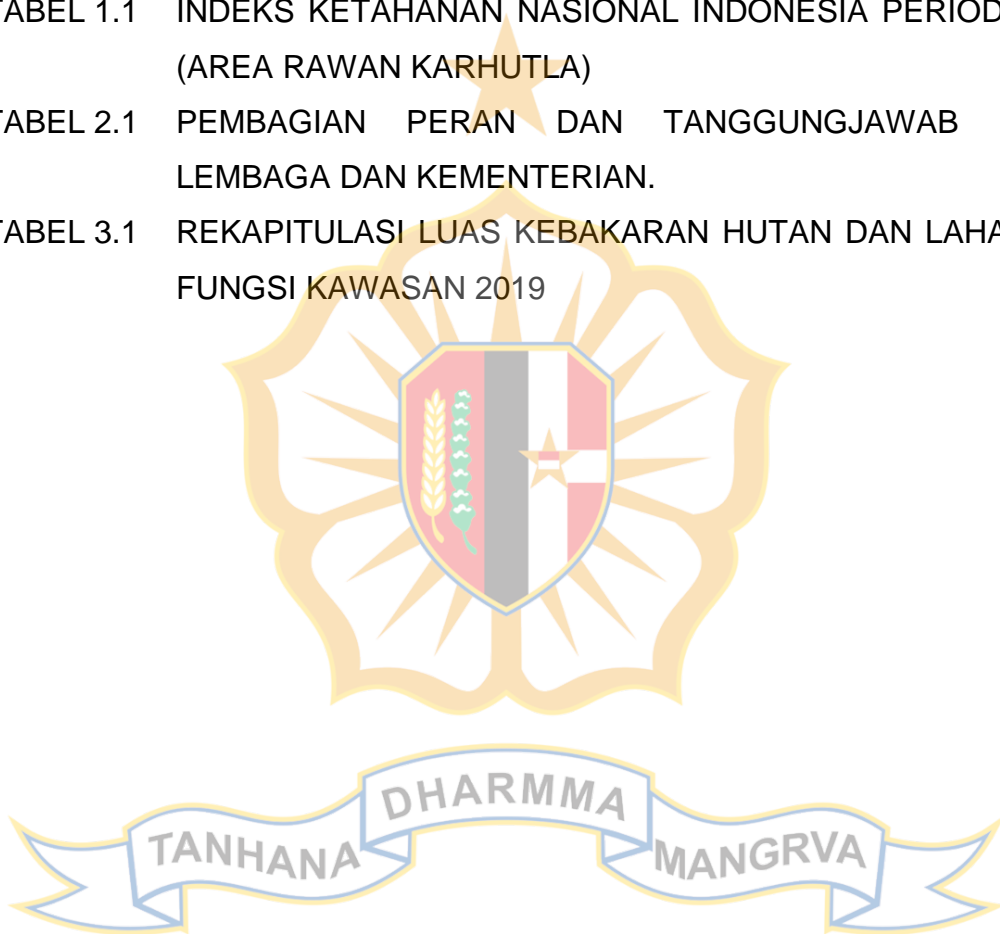 TABEL 1.1 INDEKS KETAHANAN NASIONAL INDONESIA PERIOD
(AREA RAWAN KARHUTLA)
TABEL 2.1 PEMBAGIAN PERAN DAN TANGGUNGJAWAB
LEMBAGA DAN KEMENTERIAN.
TABEL 3.1 REKAPITULASI LUAS KEBAKARAN HUTAN DAN LAHA
FUNGSI KAWASAN 2019
TANHANA DHARMMA MANGRVA